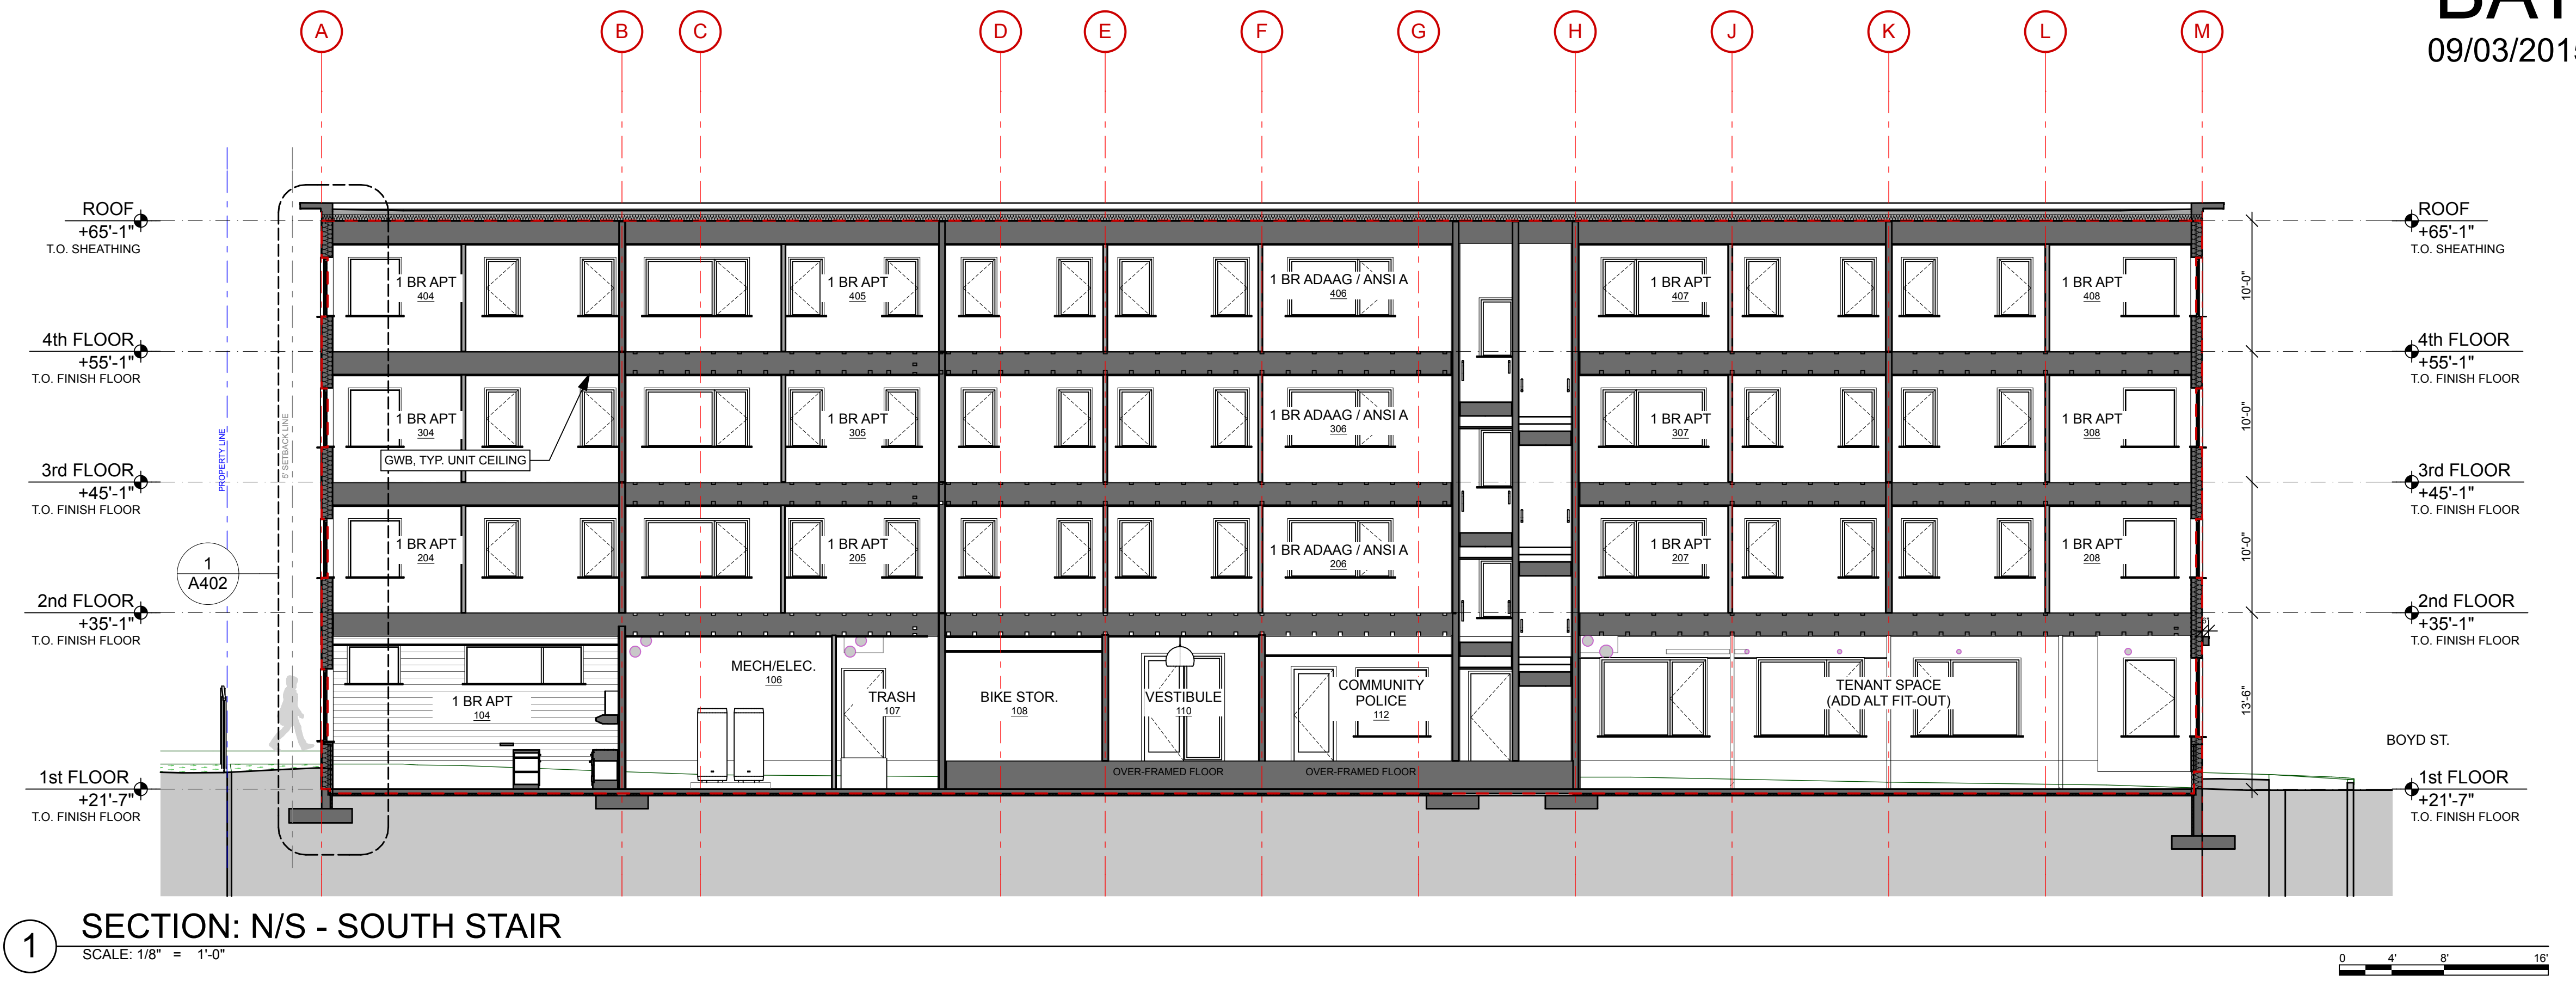 BAT
09/03/2015
A
B
C
D
E
F
G
H
J
K
L
M
ROOF
+65'-1"
T.O. SHEATHING
4th FLOOR
+55'-1"
T.O. FINISH FLOOR
3rd FLOOR
+45'-1"
T.O. FINISH FLOOR
2nd FLOOR
+35'-1"
T.O. FINISH FLOOR
1st FLOOR
+21'-7"
T.O. FINISH FLOOR
PROPERTY LINE
5' SETBACK LINE
1
A402
1 BR APT
404
1 BR APT
405
1 BR ADAAG / ANSI A
406
1 BR APT
407
1 BR APT
408
1 BR APT
304
1 BR APT
305
1 BR ADAAG / ANSI A
306
1 BR APT
307
1 BR APT
308
GWB, TYP. UNIT CEILING
1 BR APT
204
1 BR APT
205
1 BR ADAAG / ANSI A
206
1 BR APT
207
1 BR APT
208
1 BR APT
104
MECH/ELEC.
106
TRASH
107
BIKE STOR.
108
VESTIBULE
110
COMMUNITY
POLICE
112
TENANT SPACE
(ADD ALT FIT-OUT)
OVER-FRAMED FLOOR
OVER-FRAMED FLOOR
10'-0"
10'-0"
10'-0"
13'-6"
ROOF
+65'-1"
T.O. SHEATHING
4th FLOOR
+55'-1"
T.O. FINISH FLOOR
3rd FLOOR
+45'-1"
T.O. FINISH FLOOR
2nd FLOOR
+35'-1"
T.O. FINISH FLOOR
BOYD ST.
1st FLOOR
+21'-7"
T.O. FINISH FLOOR
1
SECTION: N/S - SOUTH STAIR
SCALE: 1/8" = 1'-0"
0 4' 8' 16'